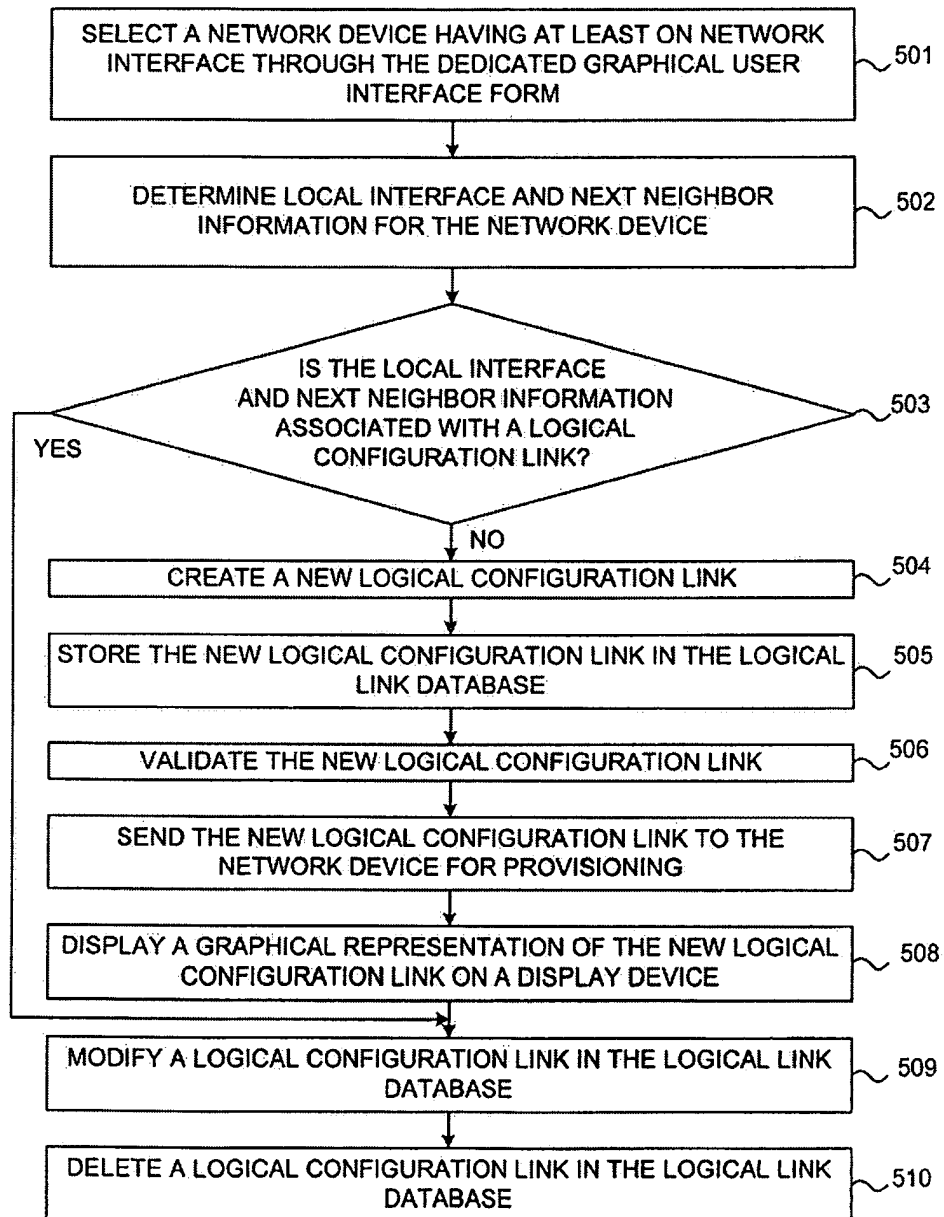 SELECT A NETWORK DEVICE HAVING AT LEAST ON NETWORK
INTERFACE THROUGH THE DEDICATED GRAPHICAL USER
INTERFACE FORM
501
DETERMINE LOCAL INTERFACE AND NEXT NEIGHBOR
INFORMATION FOR THE NETWORK DEVICE
502
IS THE LOCAL INTERFACE
AND NEXT NEIGHBOR INFORMATION
ASSOCIATED WITH A LOGICAL
CONFIGURATION LINK?
503
YES
NO
CREATE A NEW LOGICAL CONFIGURATION LINK
504
STORE THE NEW LOGICAL CONFIGURATION LINK IN THE LOGICAL
LINK DATABASE
505
VALIDATE THE NEW LOGICAL CONFIGURATION LINK
506
SEND THE NEW LOGICAL CONFIGURATION LINK TO THE
NETWORK DEVICE FOR PROVISIONING
507
DISPLAY A GRAPHICAL REPRESENTATION OF THE NEW LOGICAL
CONFIGURATION LINK ON A DISPLAY DEVICE
508
MODIFY A LOGICAL CONFIGURATION LINK IN THE LOGICAL LINK
DATABASE
509
DELETE A LOGICAL CONFIGURATION LINK IN THE LOGICAL LINK
DATABASE
510